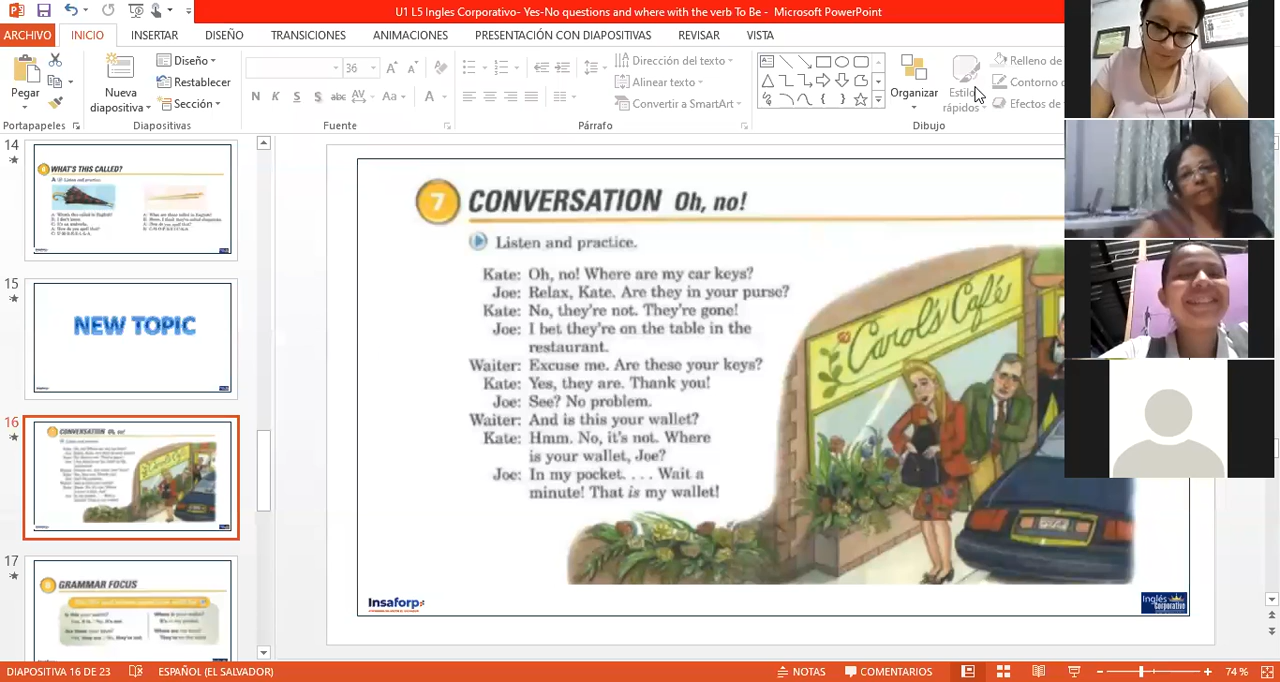 U1 L5 Ingles Corporativo- Yes-No questions and where with the verb To Be - Microsoft PowerPoint
ARCHIVO INICIO INSERTAR DISEÑO TRANSICIONES ANIMACIONES PRESENTACIÓN CON DIAPOSITIVAS REVISAR VISTA
Pegar
Nueva
diapositiva
Diseño
Restablecer
Sección
36
N K S S abc AV Aa A
Dirección del texto
Alinear texto
Convertir a SmartArt
Organizar
Estilos
rápidos
Relleno de
Contorno
Efectos de
Portapapeles Diapositivas Fuente Párrafo Dibujo
14
WHAT'S THIS CALLED?
15
NEW TOPIC
16
CONVERSATION Oh, no!
17
GRAMMAR FOCUS
7 CONVERSATION Oh, no!
Listen and practice.
Kate: Oh, no! Where are my car keys?
Joe: Relax, Kate. Are they in your purse?
Kate: No, they're not. They're gone!
Joe: I bet they're on the table in the
restaurant.
Waiter: Excuse me. Are these your keys?
Kate: Yes, they are. Thank you!
Joe: See? No problem.
Waiter: And is this your wallet?
Kate: Hmm. No, it's not. Where
is your wallet, Joe?
Joe: In my pocket. . . . Wait a
minute! That is my wallet!
Carol's Café
Insaforp
Inglés
Corporativo
DIAPOSITIVA 16 DE 23 ESPAÑOL (EL SALVADOR) NOTAS COMENTARIOS 74 %